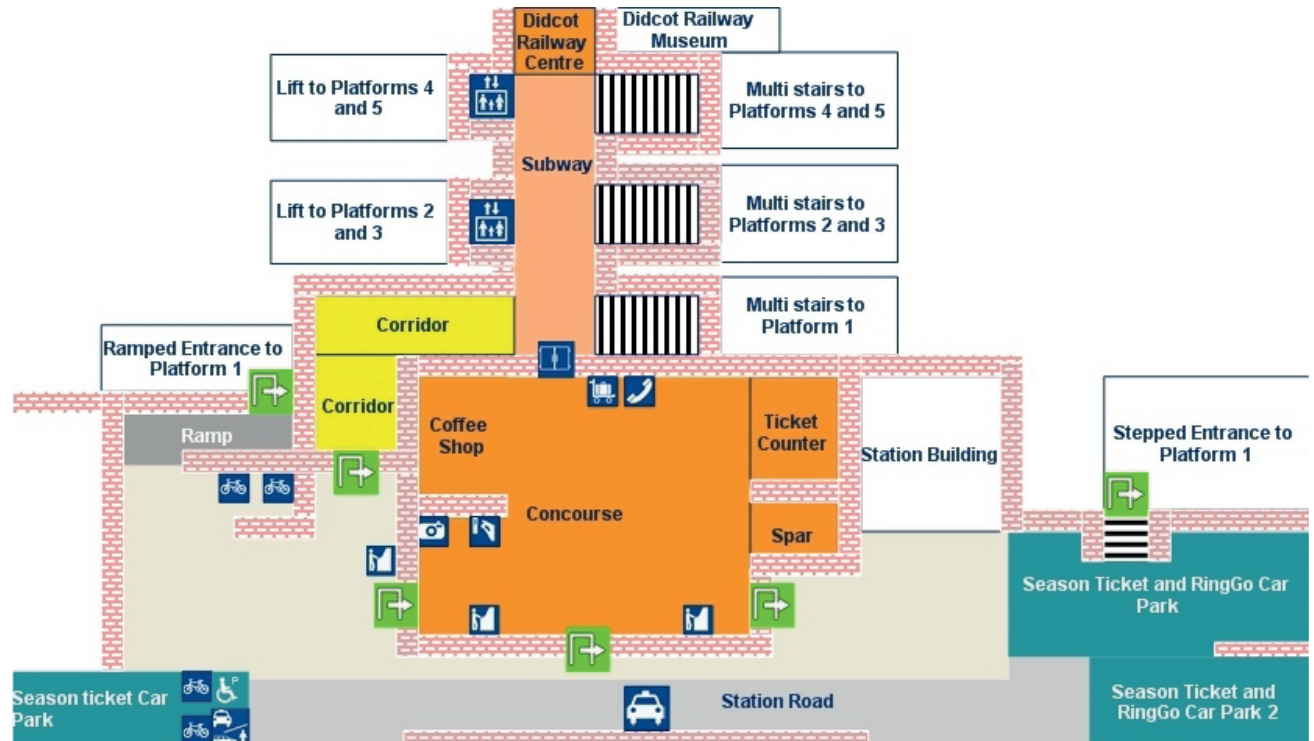 Didcot
Railway
Centre
Didcot Railway
Museum
Lift to Platforms 4
and 5
Multi stairs to
Platforms 4 and 5
Subway
Lift to Platforms 2
and 3
Multi stairs to
Platforms 2 and 3
Corridor
Multi stairs to
Platform 1
Ramped Entrance to
Platform 1
Corridor
Ramp
Coffee
Shop
Ticket
Counter
Station Building
Stepped Entrance to
Platform 1
Concourse
Spar
Season Ticket and RingGo Car
Park
Season ticket Car
Park
P
Station Road
Season Ticket and
RingGo Car Park 2